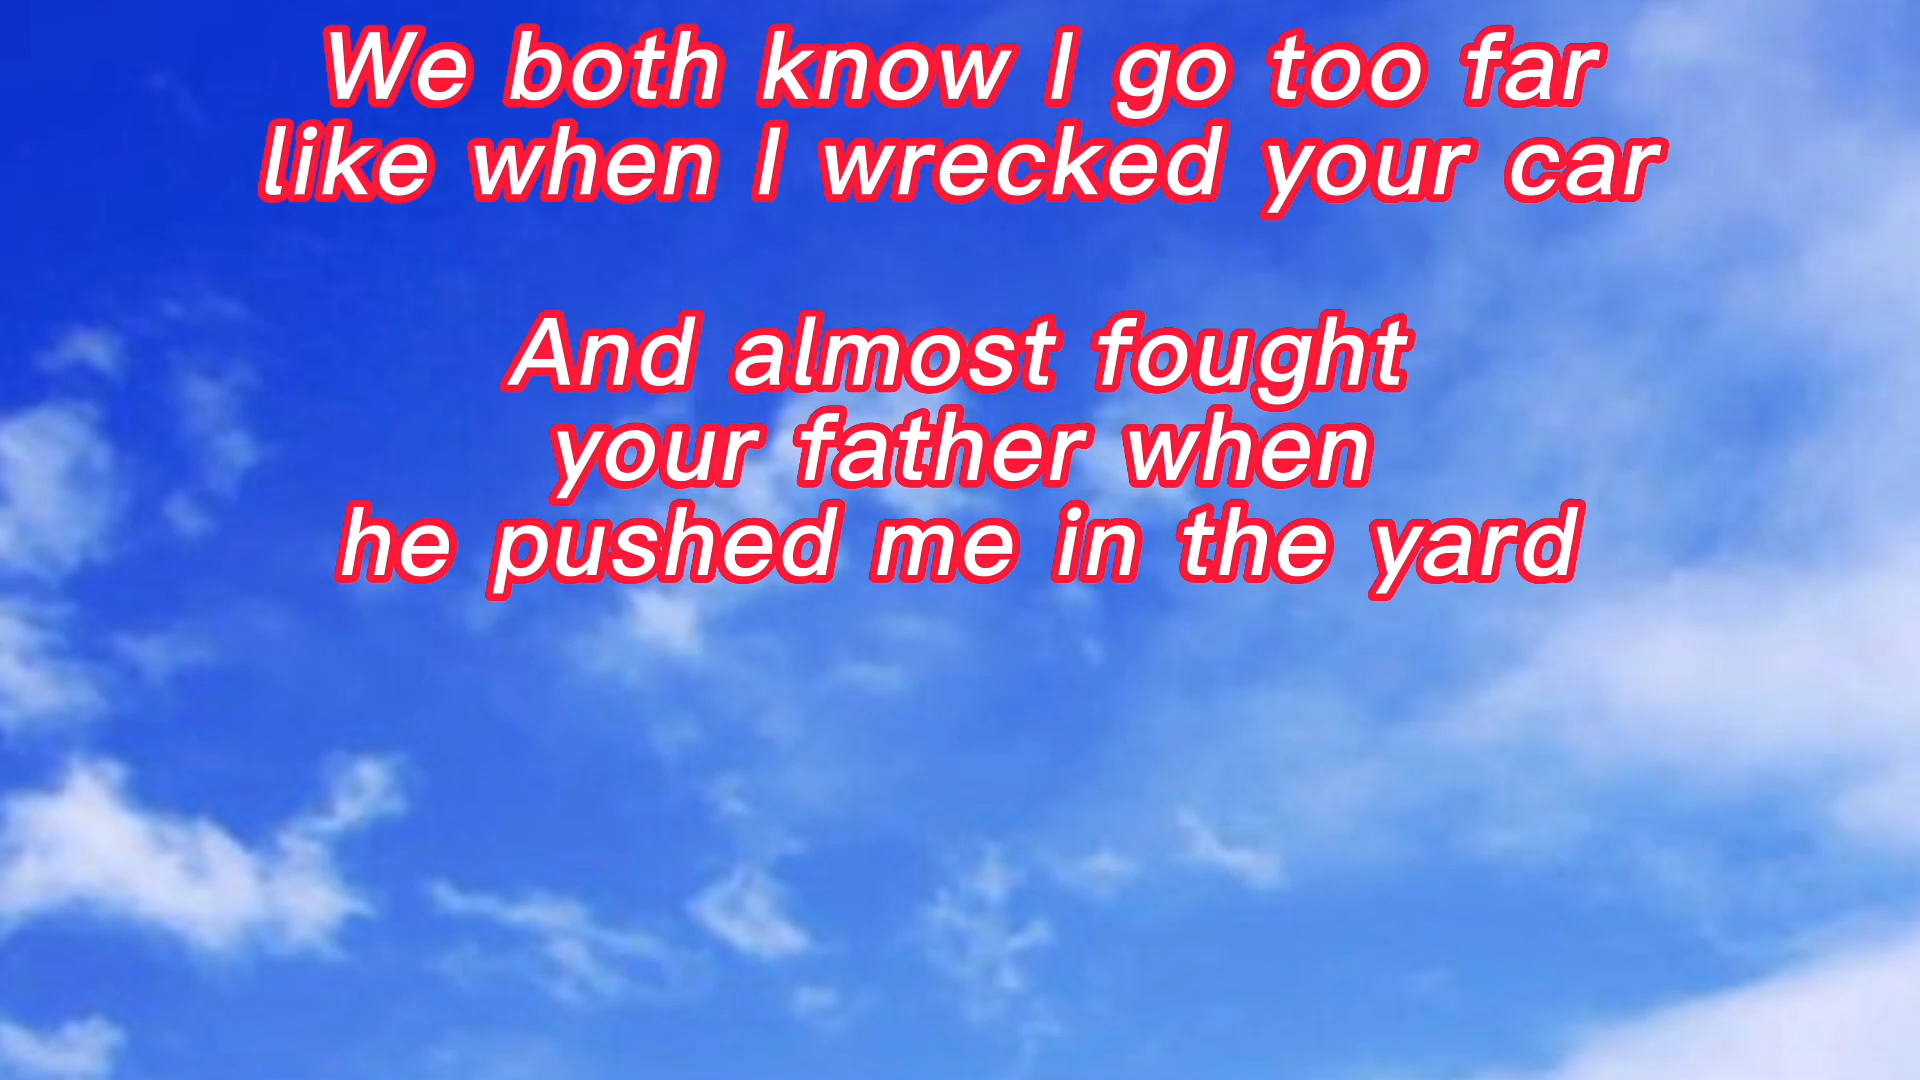 We both know I go too far
like when I wrecked your car
And almost fought
your father when
he pushed me in the yard